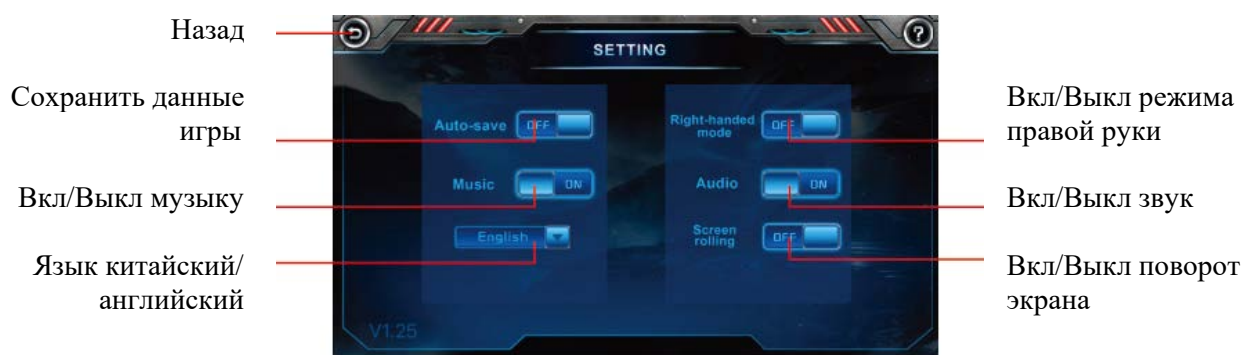 Назад
Сохранить данные
игры
Вкл/Выкл музыку
Язык китайский/
английский
SETTING
?
Auto-save OFF
Music ON
English
V1.25
Right-handed
mode
OFF
Audio ON
Screen
rolling
OFF
Вкл/Выкл режима
правой руки
Вкл/Выкл звук
Вкл/Выкл поворот
экрана